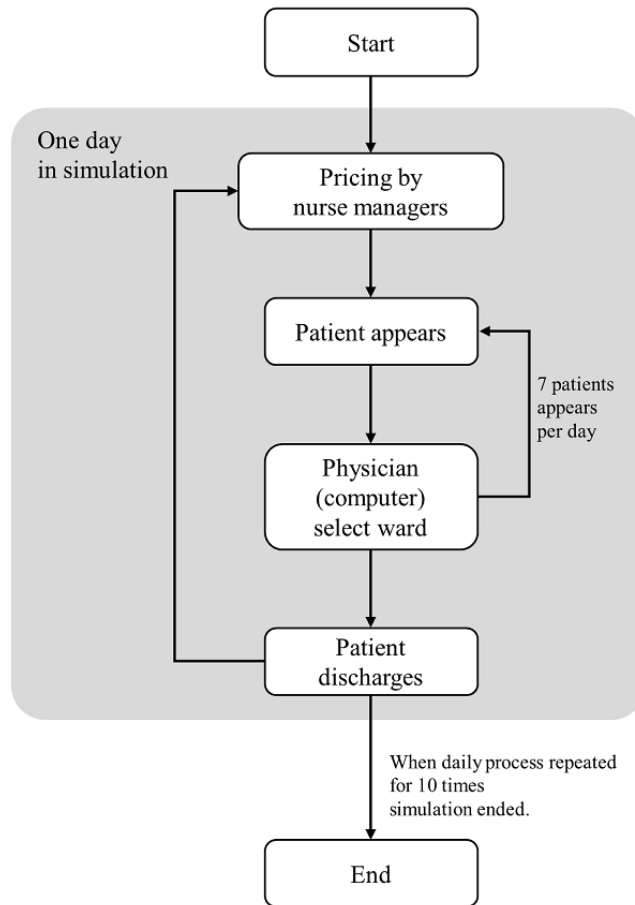 Start
One day
in simulation
Pricing by
nurse managers
Patient appears
7 patients
appears
per day
Physician
(computer)
select ward
Patient
discharges
When daily process repeated
for 10 times
simulation ended.
End